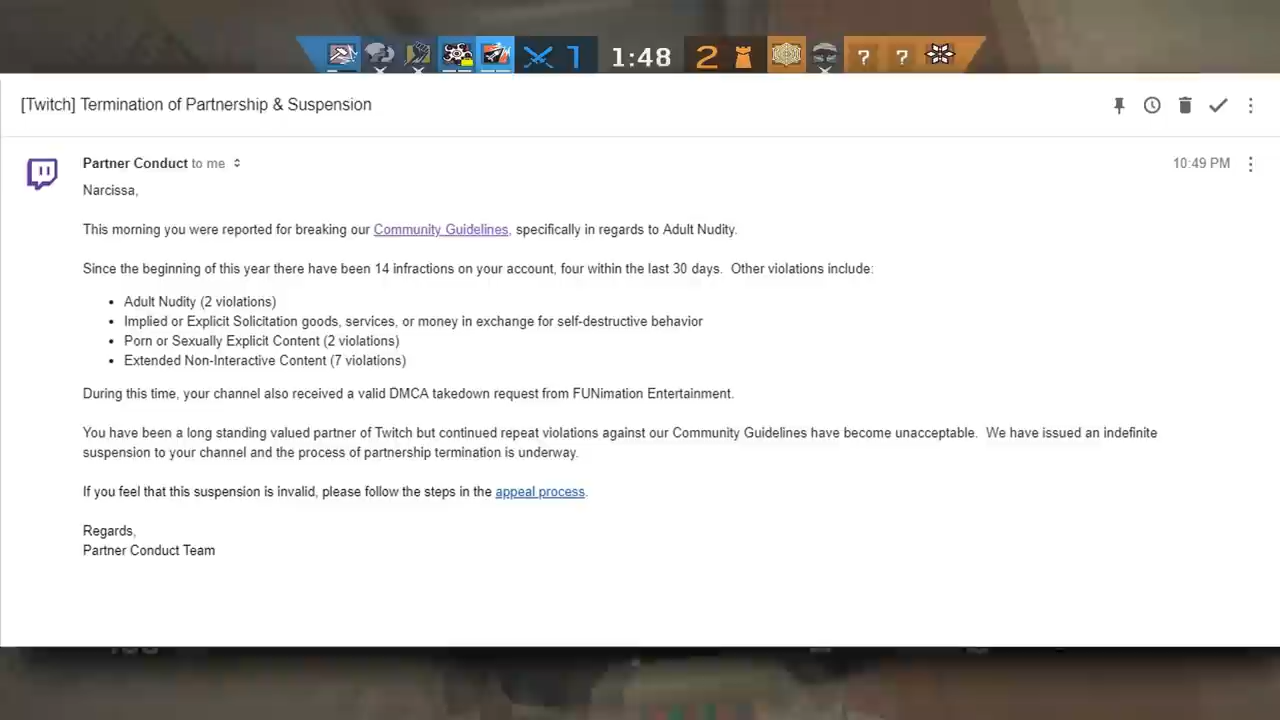 1 1:48 2 ? ?
[Twitch] Termination of Partnership & Suspension
Partner Conduct to me
10:49 PM
Narcissa,
This morning you were reported for breaking our Community Guidelines, specifically in regards to Adult Nudity.
Since the beginning of this year there have been 14 infractions on your account, four within the last 30 days.  Other violations include:
• Adult Nudity (2 violations)
• Implied or Explicit Solicitation goods, services, or money in exchange for self-destructive behavior
• Porn or Sexually Explicit Content (2 violations)
• Extended Non-Interactive Content (7 violations)
During this time, your channel also received a valid DMCA takedown request from FUNimation Entertainment.
You have been a long standing valued partner of Twitch but continued repeat violations against our Community Guidelines have become unacceptable.  We have issued an indefinite
suspension to your channel and the process of partnership termination is underway.
If you feel that this suspension is invalid, please follow the steps in the appeal process.
Regards,
Partner Conduct Team